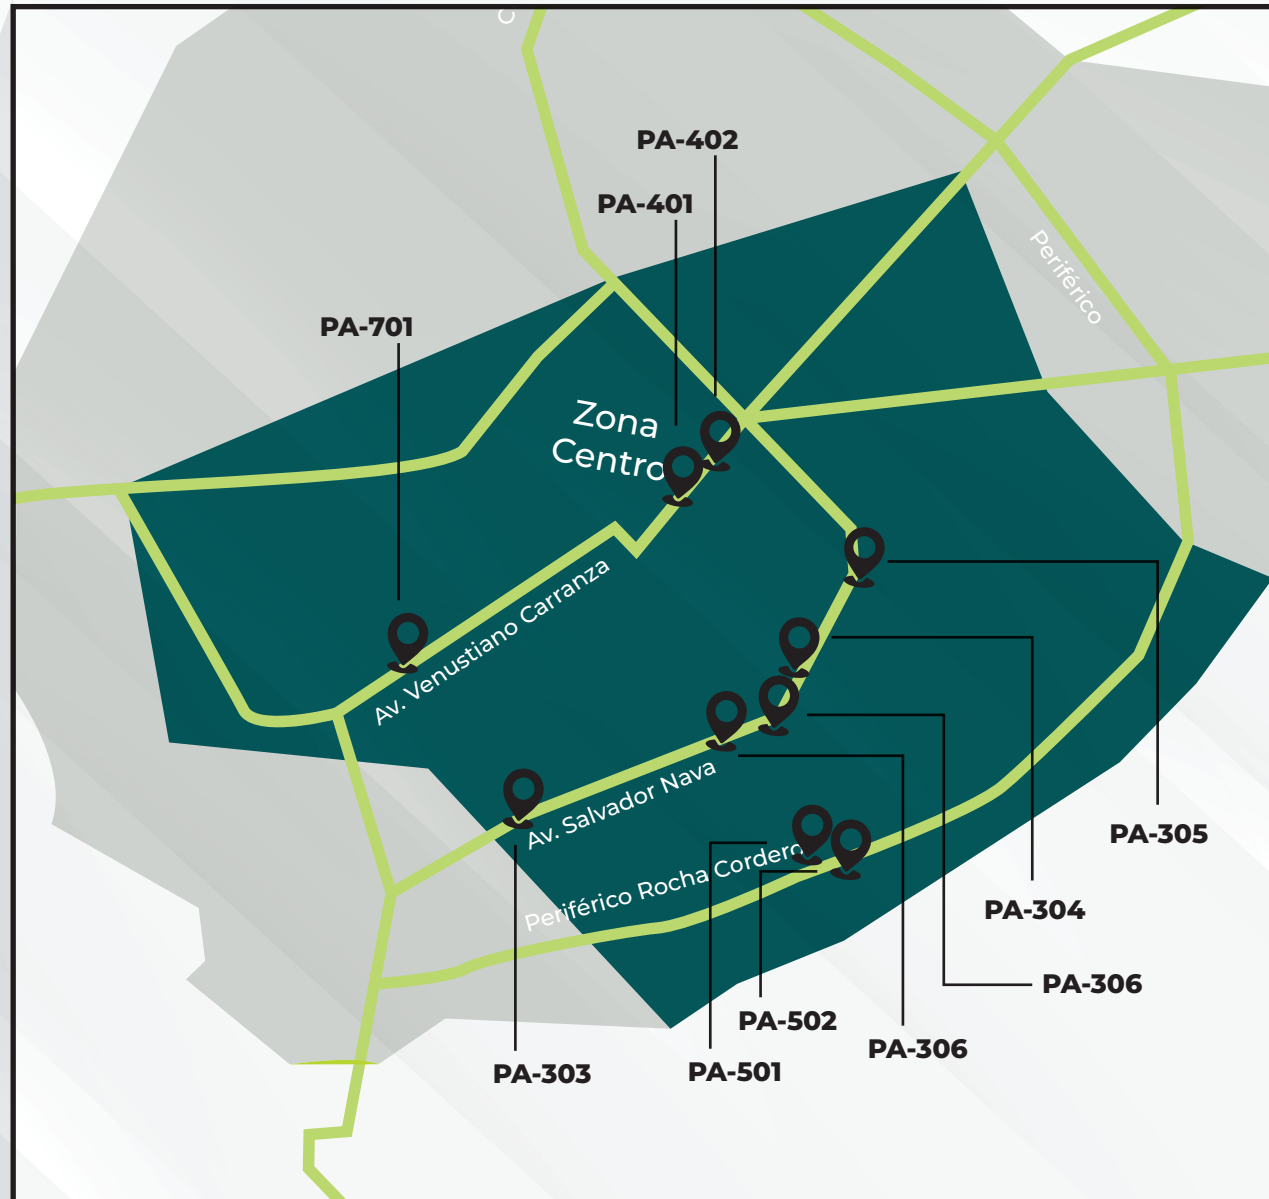 PA-402
PA-401
Periférico
PA-701
Zona
Centro
Av. Venustiano Carranza
Av. Salvador Nava
Periférico Rocha Cordero
PA-305
PA-304
PA-306
PA-502
PA-306
PA-501
PA-303